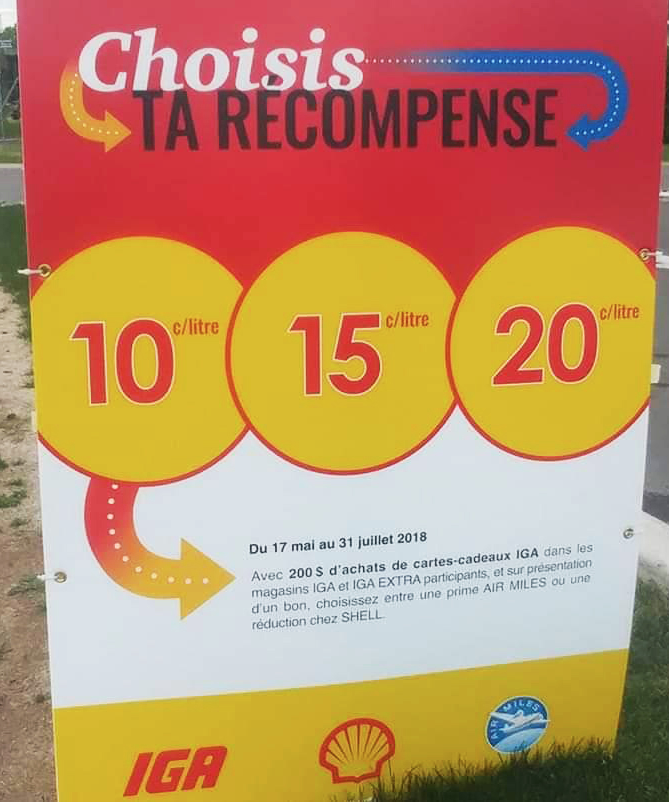 Choisis
TA RÉCOMPENSE
10 c/litre
15 c/litre
20 c/litre
Du 17 mai au 31 juillet 2018
Avec 200 $ d'achats de cartes-cadeaux IGA dans les
magasins IGA et IGA EXTRA participants, et sur présentation
d'un bon, choisissez entre une prime AIR MILES ou une
réduction chez SHELL.
IGA
AIR MILES